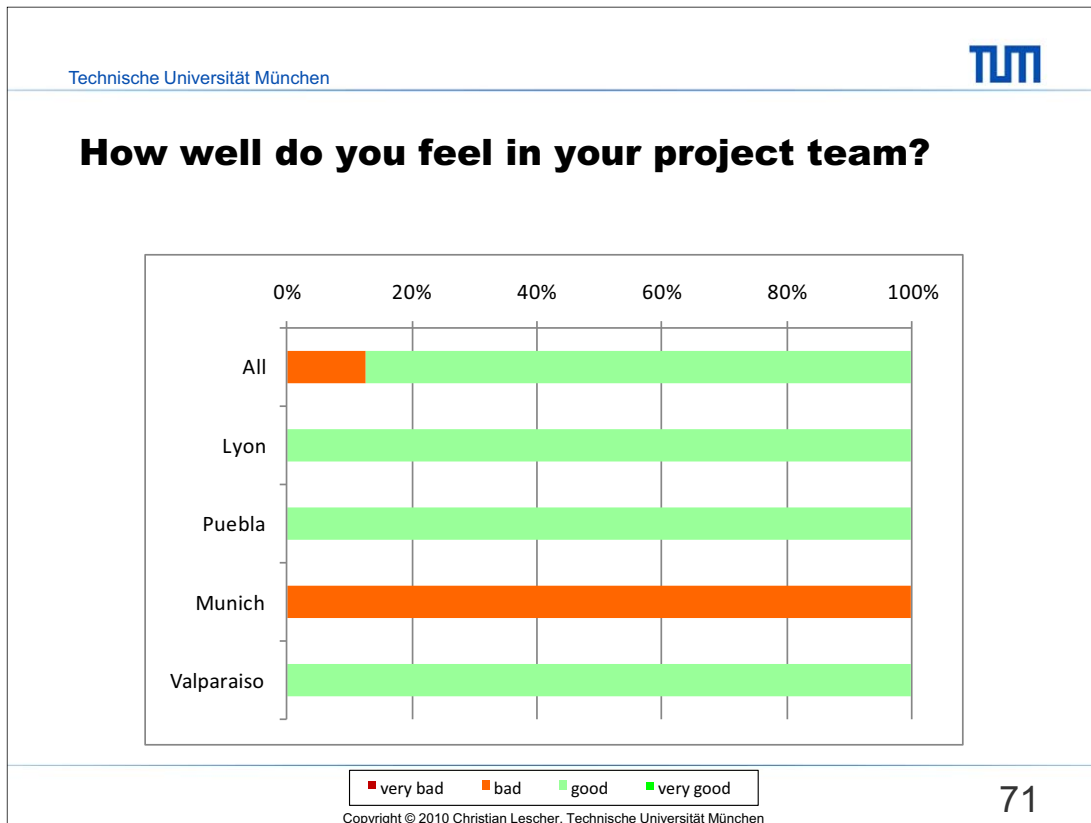 Technische Universität München
TUM
How well do you feel in your project team?
0% 20% 40% 60% 80% 100%
All
Lyon
Puebla
Munich
Valparaiso
very bad bad good very good
Copyright © 2010 Christian Lescher, Technische Universität München
71